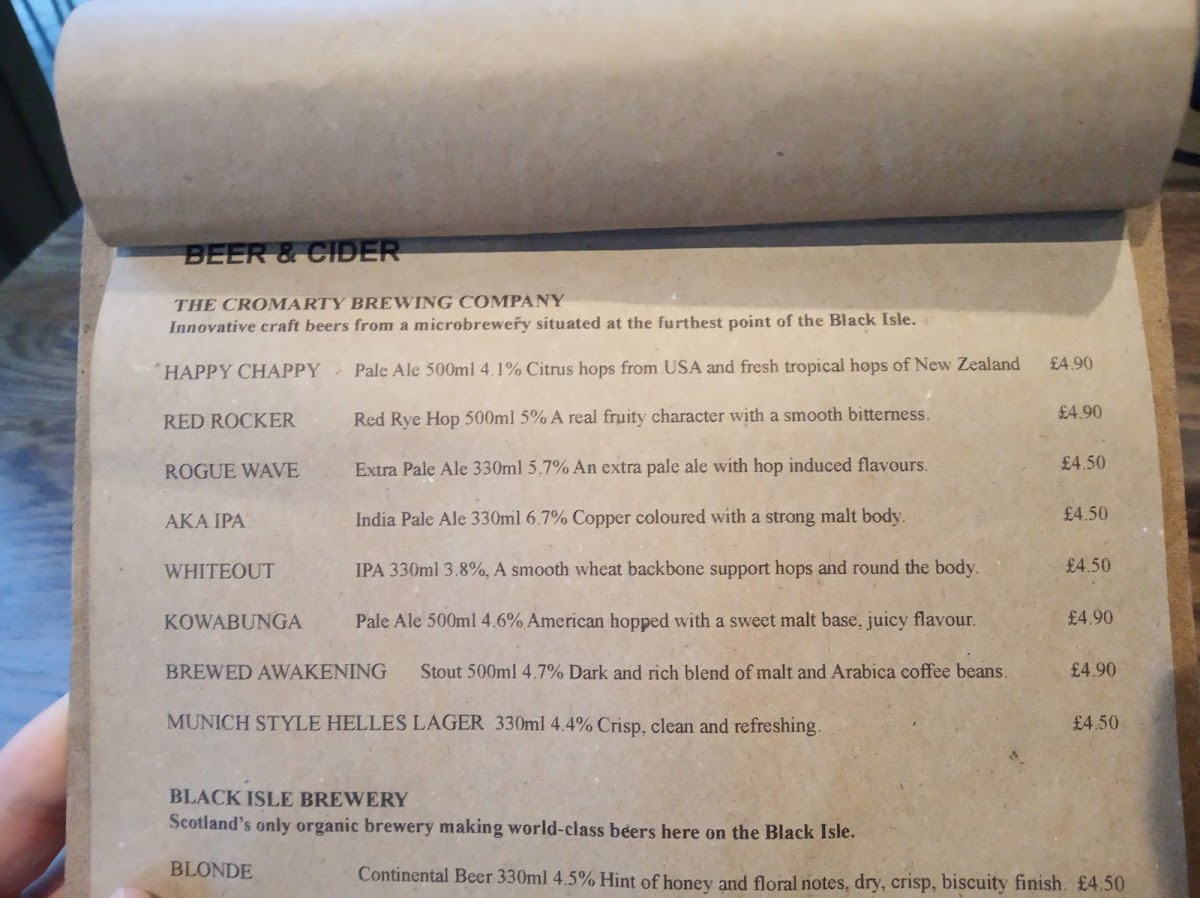 BEER & CIDER
THE CROMARTY BREWING COMPANY
Innovative craft beers from a microbrewery situated at the furthest point of the Black Isle.
HAPPY CHAPPY Pale Ale 500ml 4.1% Citrus hops from USA and fresh tropical hops of New Zealand £4.90
RED ROCKER Red Rye Hop 500ml 5% A real fruity character with a smooth bitterness. £4.90
ROGUE WAVE Extra Pale Ale 330ml 5.7% An extra pale ale with hop induced flavours. £4.50
AKA IPA India Pale Ale 330ml 6.7% Copper coloured with a strong malt body. £4.50
WHITEOUT IPA 330ml 3.8%, A smooth wheat backbone support hops and round the body. £4.50
KOWABUNGA Pale Ale 500ml 4.6% American hopped with a sweet malt base, juicy flavour. £4.90
BREWED AWAKENING Stout 500ml 4.7% Dark and rich blend of malt and Arabica coffee beans. £4.90
MUNICH STYLE HELLES LAGER 330ml 4.4% Crisp, clean and refreshing. £4.50
BLACK ISLE BREWERY
Scotland's only organic brewery making world-class beers here on the Black Isle.
BLONDE Continental Beer 330ml 4.5% Hint of honey and floral notes, dry, crisp, biscuity finish. £4.50